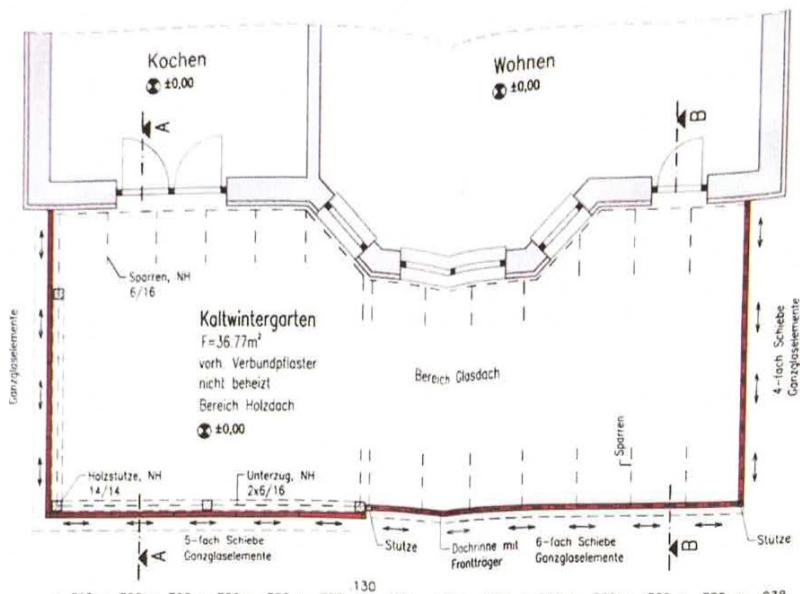 Kochen
±0,00
Wohnen
±0,00
A
B
Sparren, NH
6/16
Ganzglaselemente
Kaltwintergarten
F=36.77m²
vorh. Verbundpflaster
nicht beheizt
Bereich Holzdach
±0,00
Bereich Glasdach
4-fach Schiebe
Ganzglaselemente
Sparren
Holzstütze, NH
14/14
Unterzug, NH
2x6/16
5-fach Schiebe
Ganzglaselemente
Stütze
Dachrinne mit
Frontträger
6-fach Schiebe
Ganzglaselemente
Stütze
A
B
.130